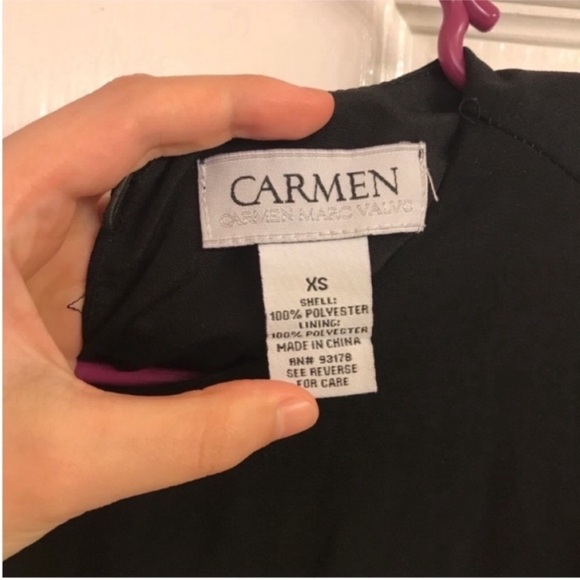 CARMEN
CARMEN MARC VALVO
XS
SHELL:
100% POLYESTER
LINING:
100% POLYESTER
MADE IN CHINA
RN# 93178
SEE REVERSE
FOR CARE